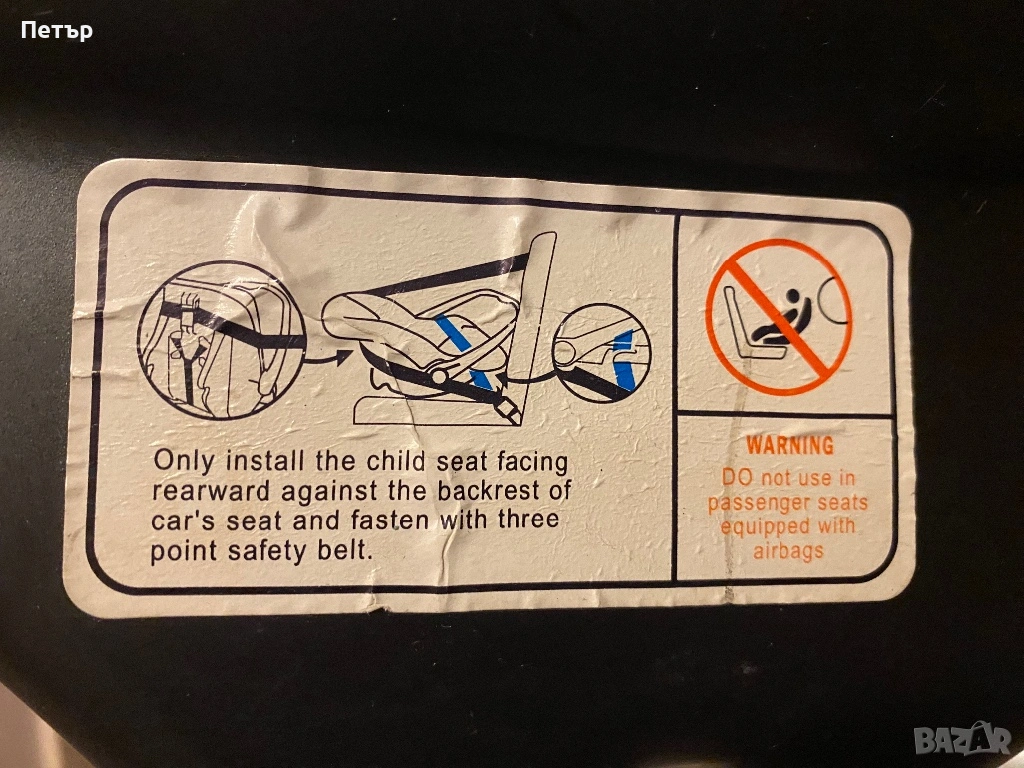 Петър
Only install the child seat facing
rearward against the backrest of
car's seat and fasten with three
point safety belt.
WARNING
DO not use in
passenger seats
equipped with
airbags
BAZAR